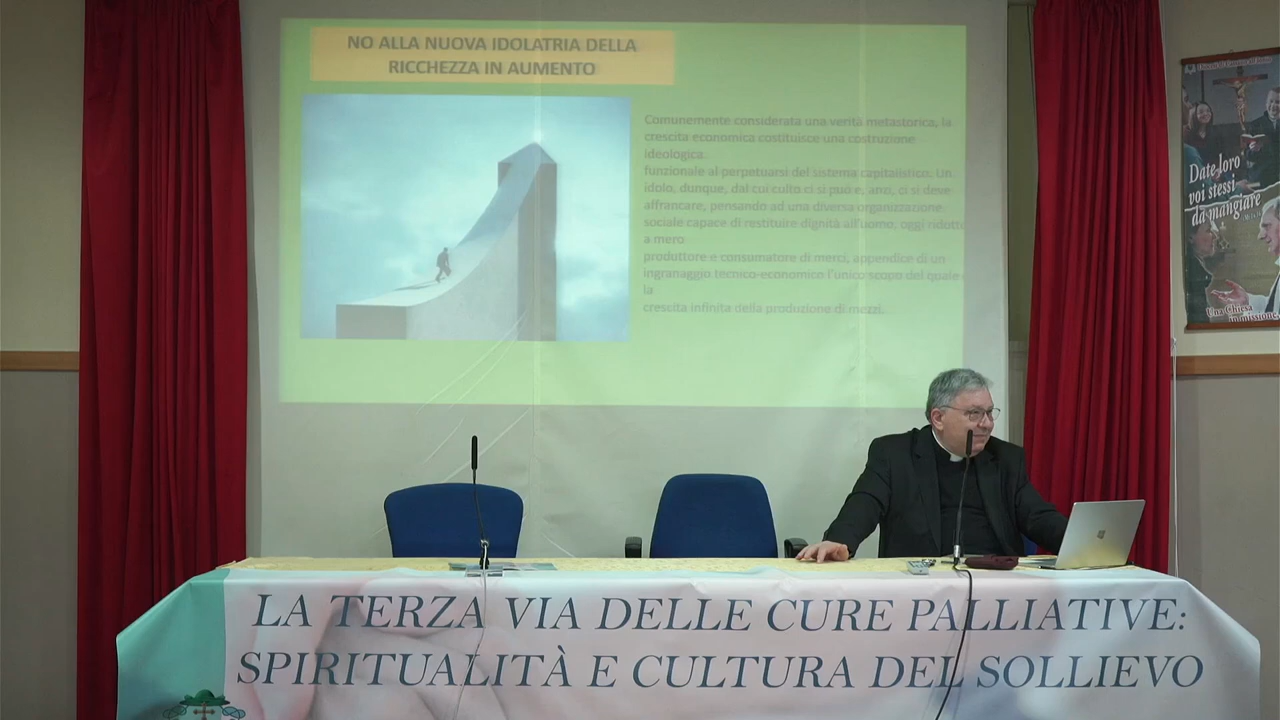 NO ALLA NUOVA IDOLATRIA DELLA
RICCHEZZA IN AUMENTO
Comunemente considerata una verità metastorica, la
crescita economica costituisce una costruzione
ideologica.
funzionale al perpetuarsi del sistema capitalistico. Un
idolo, dunque, dal cui culto ci si può e, anzi, ci si deve
affrancare, pensando ad una diversa organizzazione
sociale capace di restituire dignità all'uomo, oggi ridotto
a mero
produttore e consumatore di merci, appendice di un
ingranaggio tecnico-economico l'unico scopo del quale
la
crescita infinita della produzione di mezzi.
Date loro
voi stessi
da mangiare
Una Chiesa
in missione
LA TERZA VIA DELLE CURE PALLIATIVE:
SPIRITUALITÀ E CULTURA DEL SOLLIEVO